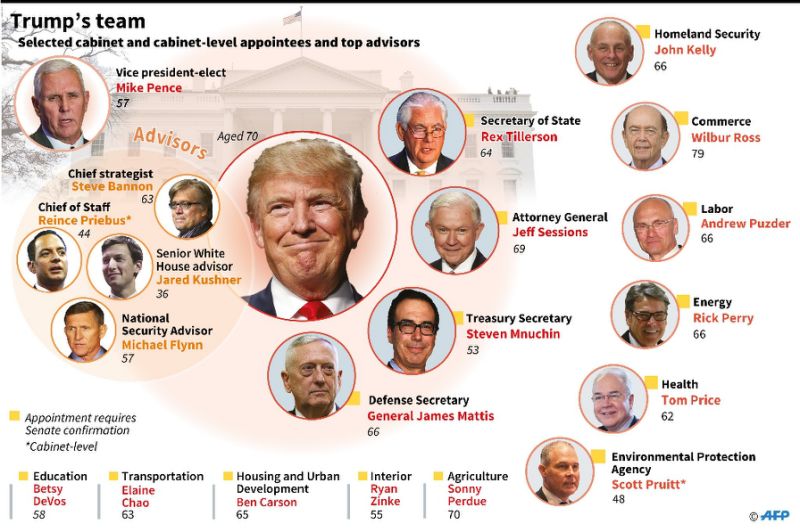 Trump's team
Selected cabinet and cabinet-level appointees and top advisors
Vice president-elect
Mike Pence
57
Advisors
Aged 70
Chief strategist
Steve Bannon
63
Chief of Staff
Reince Priebus*
44
Senior White
House advisor
Jared Kushner
36
National
Security Advisor
Michael Flynn
57
Secretary of State
Rex Tillerson
64
Attorney General
Jeff Sessions
69
Treasury Secretary
Steven Mnuchin
53
Defense Secretary
General James Mattis
66
Homeland Security
John Kelly
66
Commerce
Wilbur Ross
79
Labor
Andrew Puzder
66
Energy
Rick Perry
66
Health
Tom Price
62
Environmental Protection
Agency
Scott Pruitt*
48
Appointment requires
Senate confirmation
*Cabinet-level
Education
Betsy
DeVos
58
Transportation
Elaine
Chao
63
Housing and Urban
Development
Ben Carson
65
Interior
Ryan
Zinke
55
Agriculture
Sonny
Perdue
70
© AFP